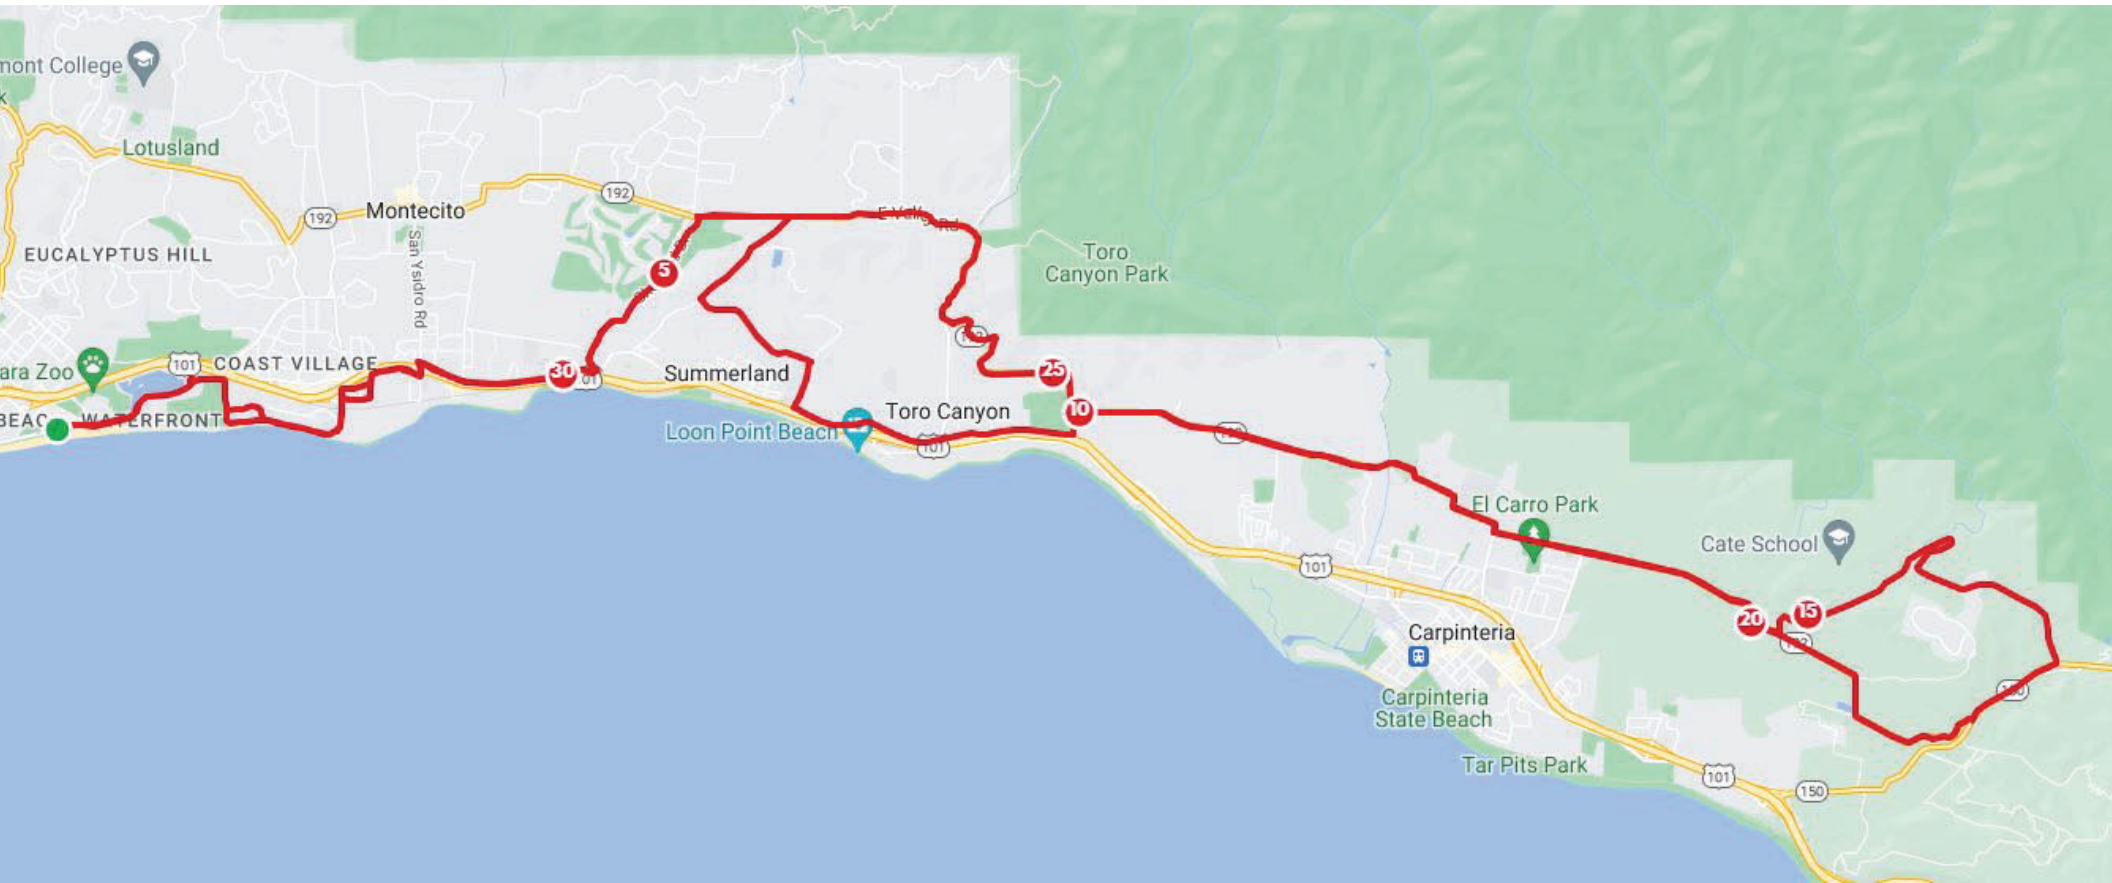 mont College
Lotusland
192
192
Montecito
E Valley Rd
EUCALYPTUS HILL
San Ysidro Rd
Toro
Canyon Park
5
101
COAST VILLAGE
ara Zoo
30
Summerland
25
10
Toro Canyon
BEAC
WATERFRONT
Loon Point Beach
101
El Carro Park
Cate School
101
15
20
Carpinteria
Carpinteria
State Beach
Tar Pits Park
101
150